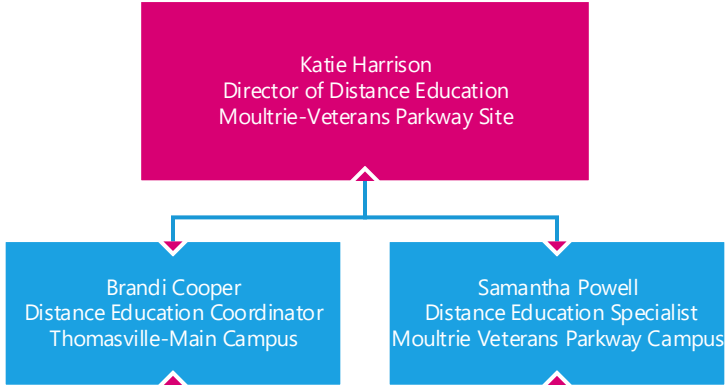 Katie Harrison
Director of Distance Education
Moultrie-Veterans Parkway Site
Brandi Cooper
Distance Education Coordinator
Thomasville-Main Campus
Samantha Powell
Distance Education Specialist
Moultrie Veterans Parkway Campus